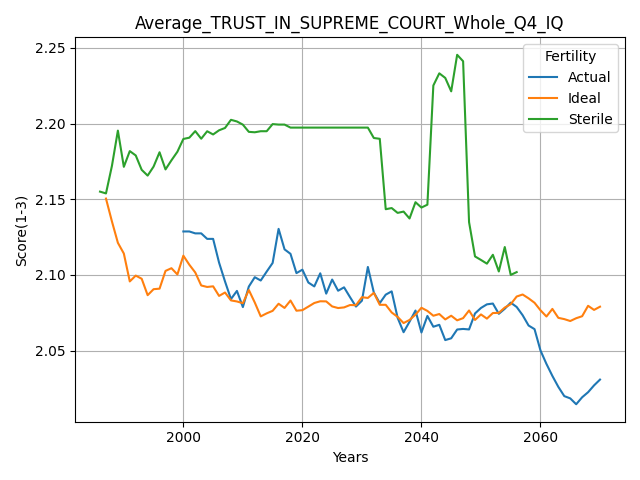 Average_TRUST_IN_SUPREME_COURT_Whole_Q4_IQ
2.25
2.20
2.15
2.10
2.05
Score(1-3)
Fertility
Actual
Ideal
Sterile
2000 2020 2040 2060
Years